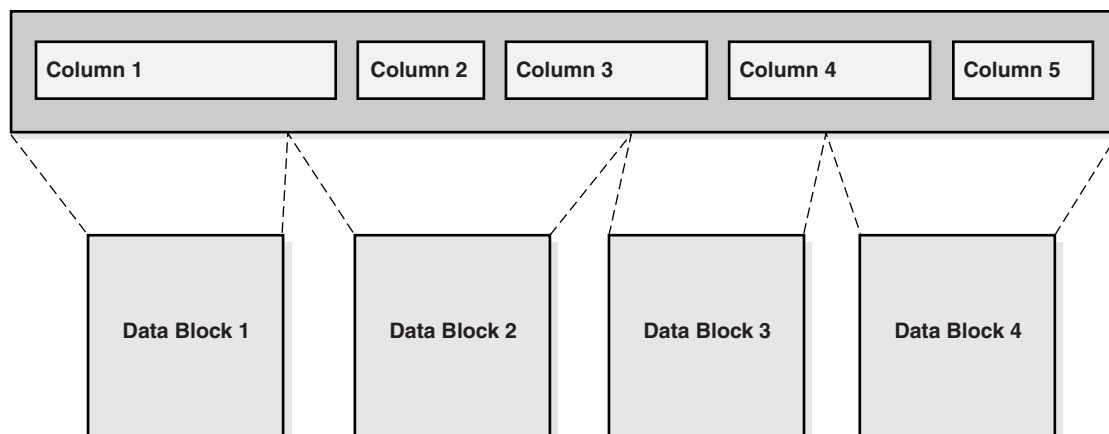 Column 1
Column 2
Column 3
Column 4
Column 5
Data Block 1
Data Block 2
Data Block 3
Data Block 4